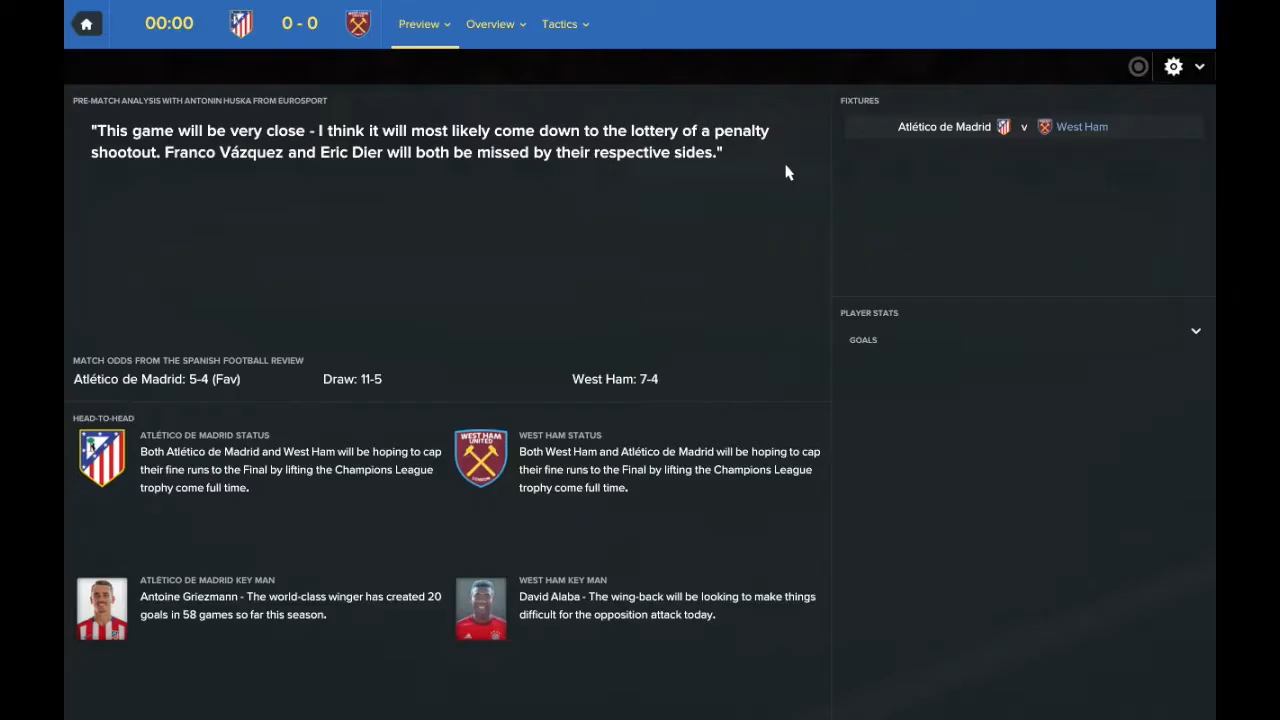 00:00
0 - 0
Preview
Overview
Tactics
PRE-MATCH ANALYSIS WITH ANTONIN HUSKA FROM EUROSPORT
"This game will be very close - I think it will most likely come down to the lottery of a penalty
shootout. Franco Vázquez and Eric Dier will both be missed by their respective sides."
FIXTURES
Atlético de Madrid v West Ham
PLAYER STATS
GOALS
MATCH ODDS FROM THE SPANISH FOOTBALL REVIEW
Atlético de Madrid: 5-4 (Fav)
Draw: 11-5
West Ham: 7-4
HEAD-TO-HEAD
ATLÉTICO DE MADRID STATUS
Both Atlético de Madrid and West Ham will be hoping to cap
their fine runs to the Final by lifting the Champions League
trophy come full time.
WEST HAM UNITED
LONDON
WEST HAM STATUS
Both West Ham and Atlético de Madrid will be hoping to cap
their fine runs to the Final by lifting the Champions League
trophy come full time.
ATLÉTICO DE MADRID KEY MAN
Antoine Griezmann - The world-class winger has created 20
goals in 58 games so far this season.
WEST HAM KEY MAN
David Alaba - The wing-back will be looking to make things
difficult for the opposition attack today.